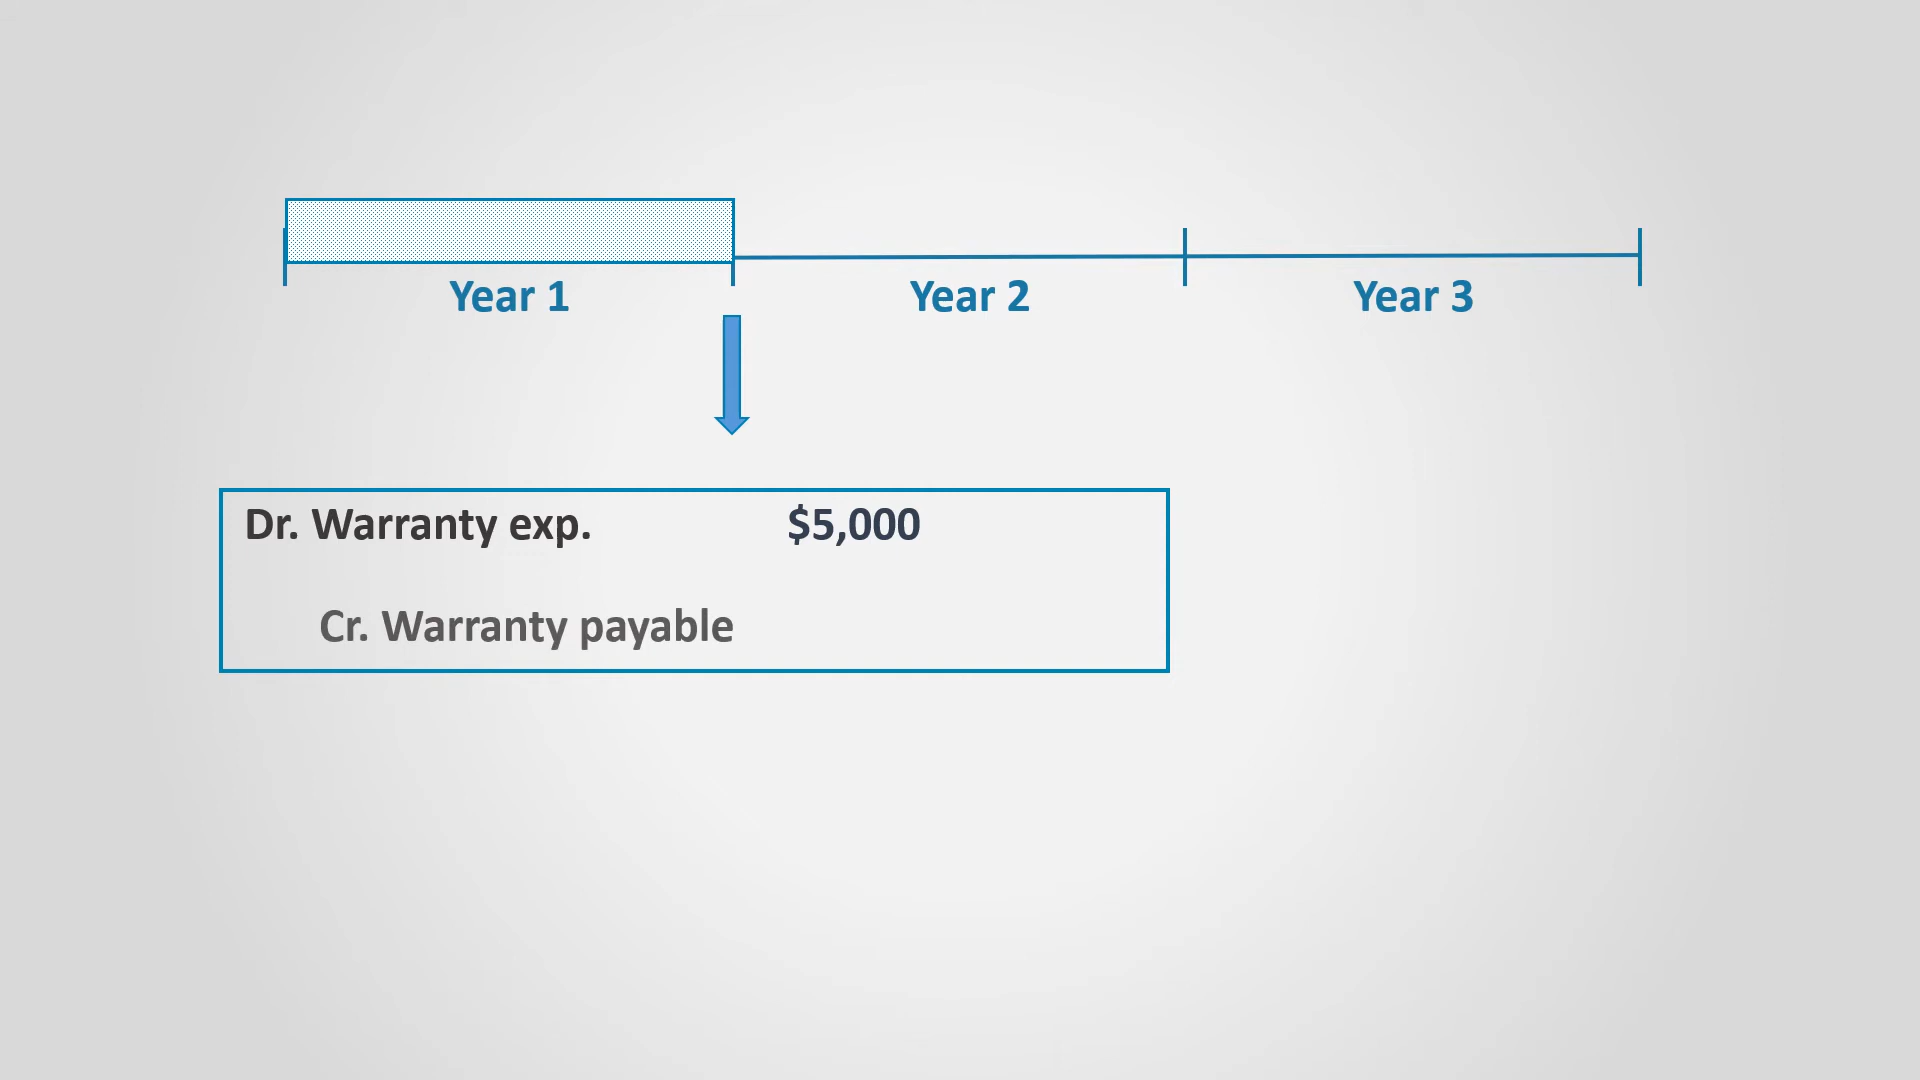 Year 1 Year 2 Year 3
Dr. Warranty exp. $5,000
Cr. Warranty payable